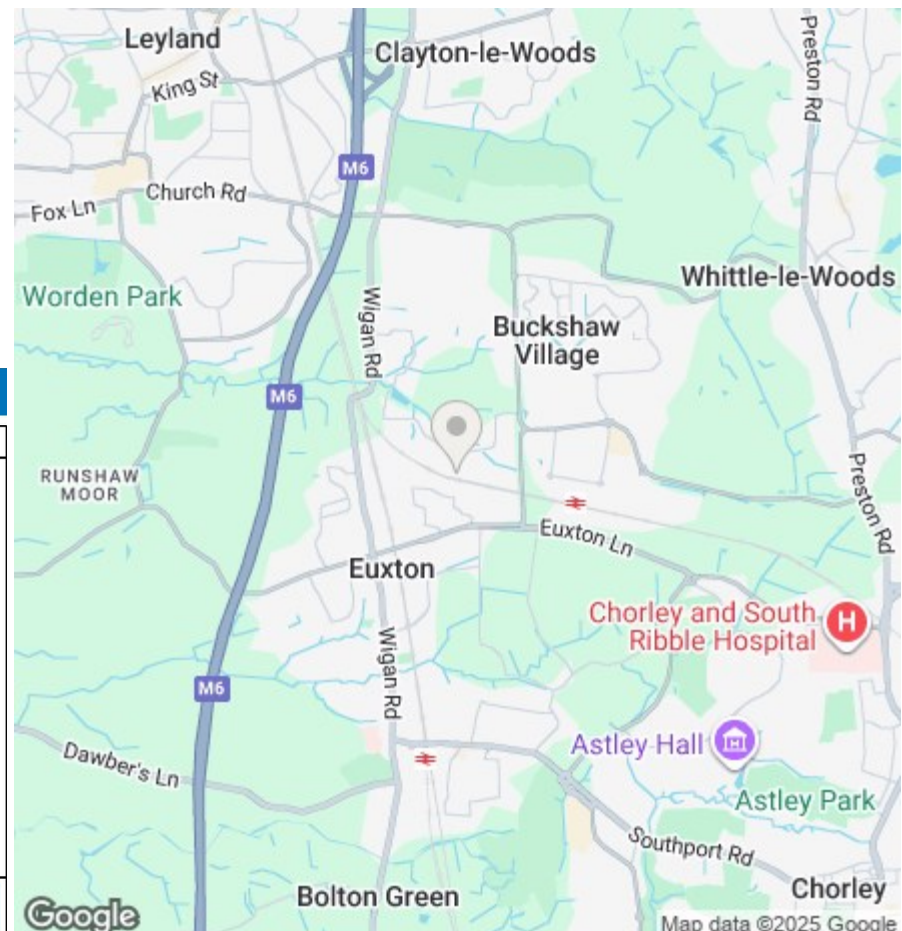 Leyland
Clayton-le-Woods
Preston Rd
King St
M6
Church Rd
Fox Ln
Worden Park
Wigan Rd
Whittle-le-Woods
Buckshaw
Village
M6
RUNSHAW
MOOR
Preston Rd
Euxton Ln
Euxton
Chorley and South
Ribble Hospital
H
Wigan Rd
M6
Astley Hall
Dawber's Ln
Astley Park
Southport Rd
Bolton Green
Chorley
Google
Map data ©2025 Google